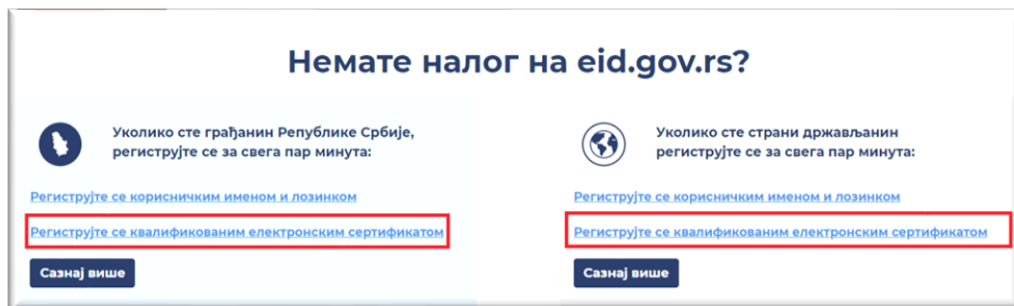 Немате налог на eid.gov.rs?
Уколико сте грађанин Републике Србије,
региструјте се за свега пар минута:
Региструјте се корисничким именом и лозинком
Региструјте се квалификованим електронским сертификатом
Сазнај више
Уколико сте страни држављанин
региструјте се за свега пар минута:
Региструјте се корисничким именом и лозинком
Региструјте се квалификованим електронским сертификатом
Сазнај више